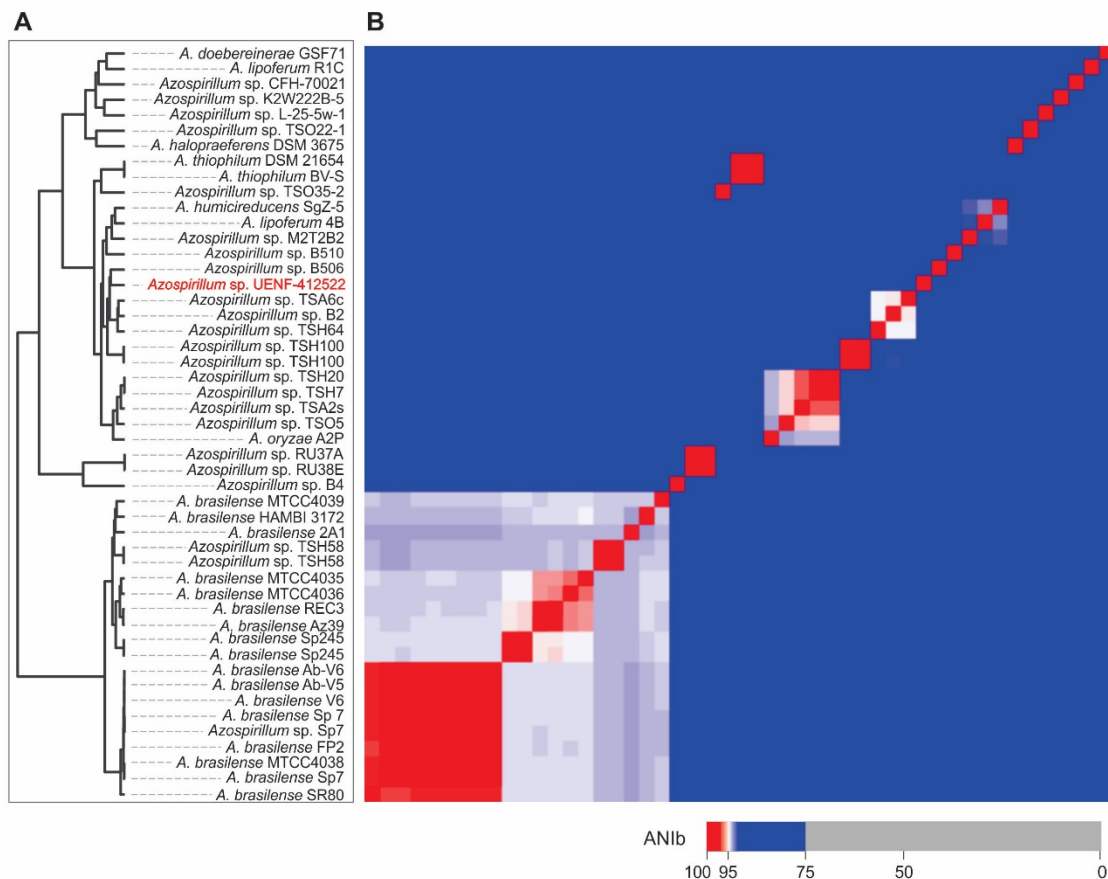 A
B
A. doebereinerae GSF71
A. lipoferum R1C
Azospirillum sp. CFH-70021
Azospirillum sp. K2W222B-5
Azospirillum sp. L-25-5w-1
Azospirillum sp. TSO22-1
A. halopraeferens DSM 3675
A. thiophilum DSM 21654
A. thiophilum BV-S
Azospirillum sp. TSO35-2
A. humicireducens SgZ-5
A. lipoferum 4B
Azospirillum sp. M2T2B2
Azospirillum sp. B510
Azospirillum sp. B506
Azospirillum sp. UENF-412522
Azospirillum sp. TSA6c
Azospirillum sp. B2
Azospirillum sp. TSH64
Azospirillum sp. TSH100
Azospirillum sp. TSH100
Azospirillum sp. TSH20
Azospirillum sp. TSH7
Azospirillum sp. TSA2s
Azospirillum sp. TSO5
A. oryzae A2P
Azospirillum sp. RU37A
Azospirillum sp. RU38E
Azospirillum sp. B4
A. brasilense MTCC4039
A. brasilense HAMBI 3172
A. brasilense 2A1
Azospirillum sp. TSH58
Azospirillum sp. TSH58
A. brasilense MTCC4035
A. brasilense MTCC4036
A. brasilense REC3
A. brasilense Az39
A. brasilense Sp245
A. brasilense Sp245
A. brasilense Ab-V6
A. brasilense Ab-V5
A. brasilense V6
A. brasilense Sp 7
Azospirillum sp. Sp7
A. brasilense FP2
A. brasilense MTCC4038
A. brasilense Sp7
A. brasilense SR80
ANIb
100 95 75 50 0